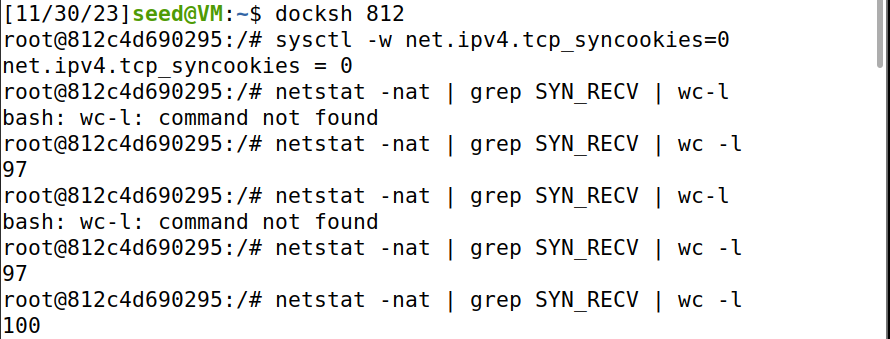 [11/30/23]seed@VM:~$ docksh 812
root@812c4d690295:/# sysctl -w net.ipv4.tcp_syncookies=0
net.ipv4.tcp_syncookies = 0
root@812c4d690295:/# netstat -nat | grep SYN_RECV | wc-l
bash: wc-l: command not found
root@812c4d690295:/# netstat -nat | grep SYN_RECV | wc -l
97
root@812c4d690295:/# netstat -nat | grep SYN_RECV | wc-l
bash: wc-l: command not found
root@812c4d690295:/# netstat -nat | grep SYN_RECV | wc -l
97
root@812c4d690295:/# netstat -nat | grep SYN_RECV | wc -l
100